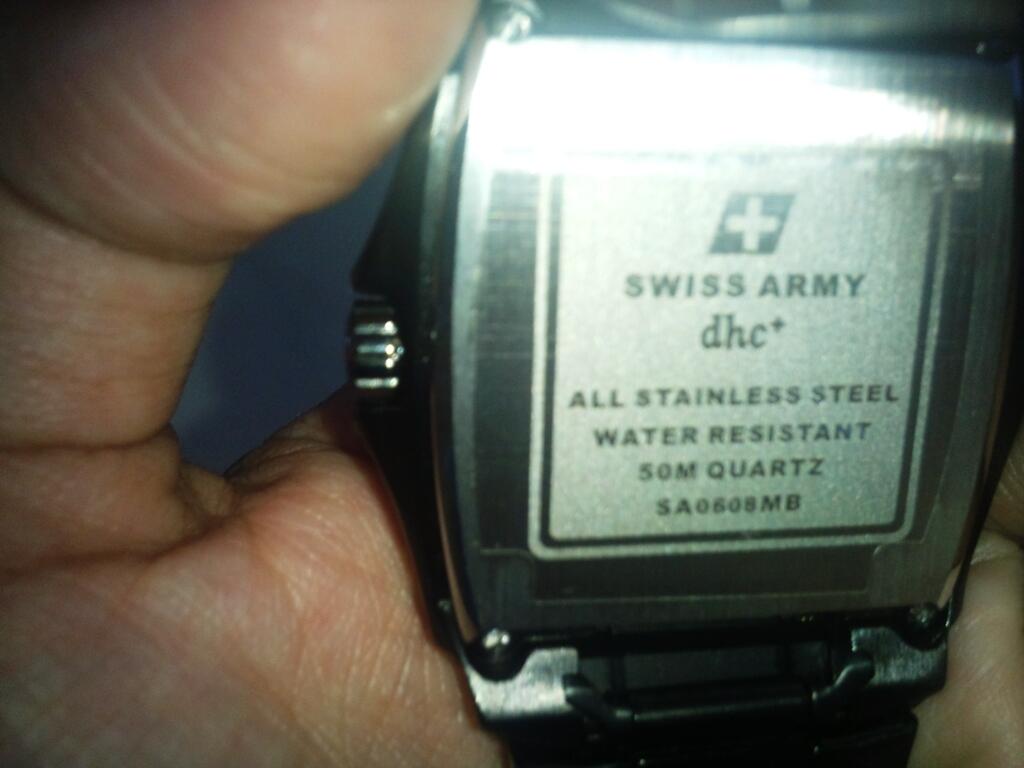 SWISS ARMY
dhc+
ALL STAINLESS STEEL
WATER RESISTANT
50M QUARTZ
SA0608MB